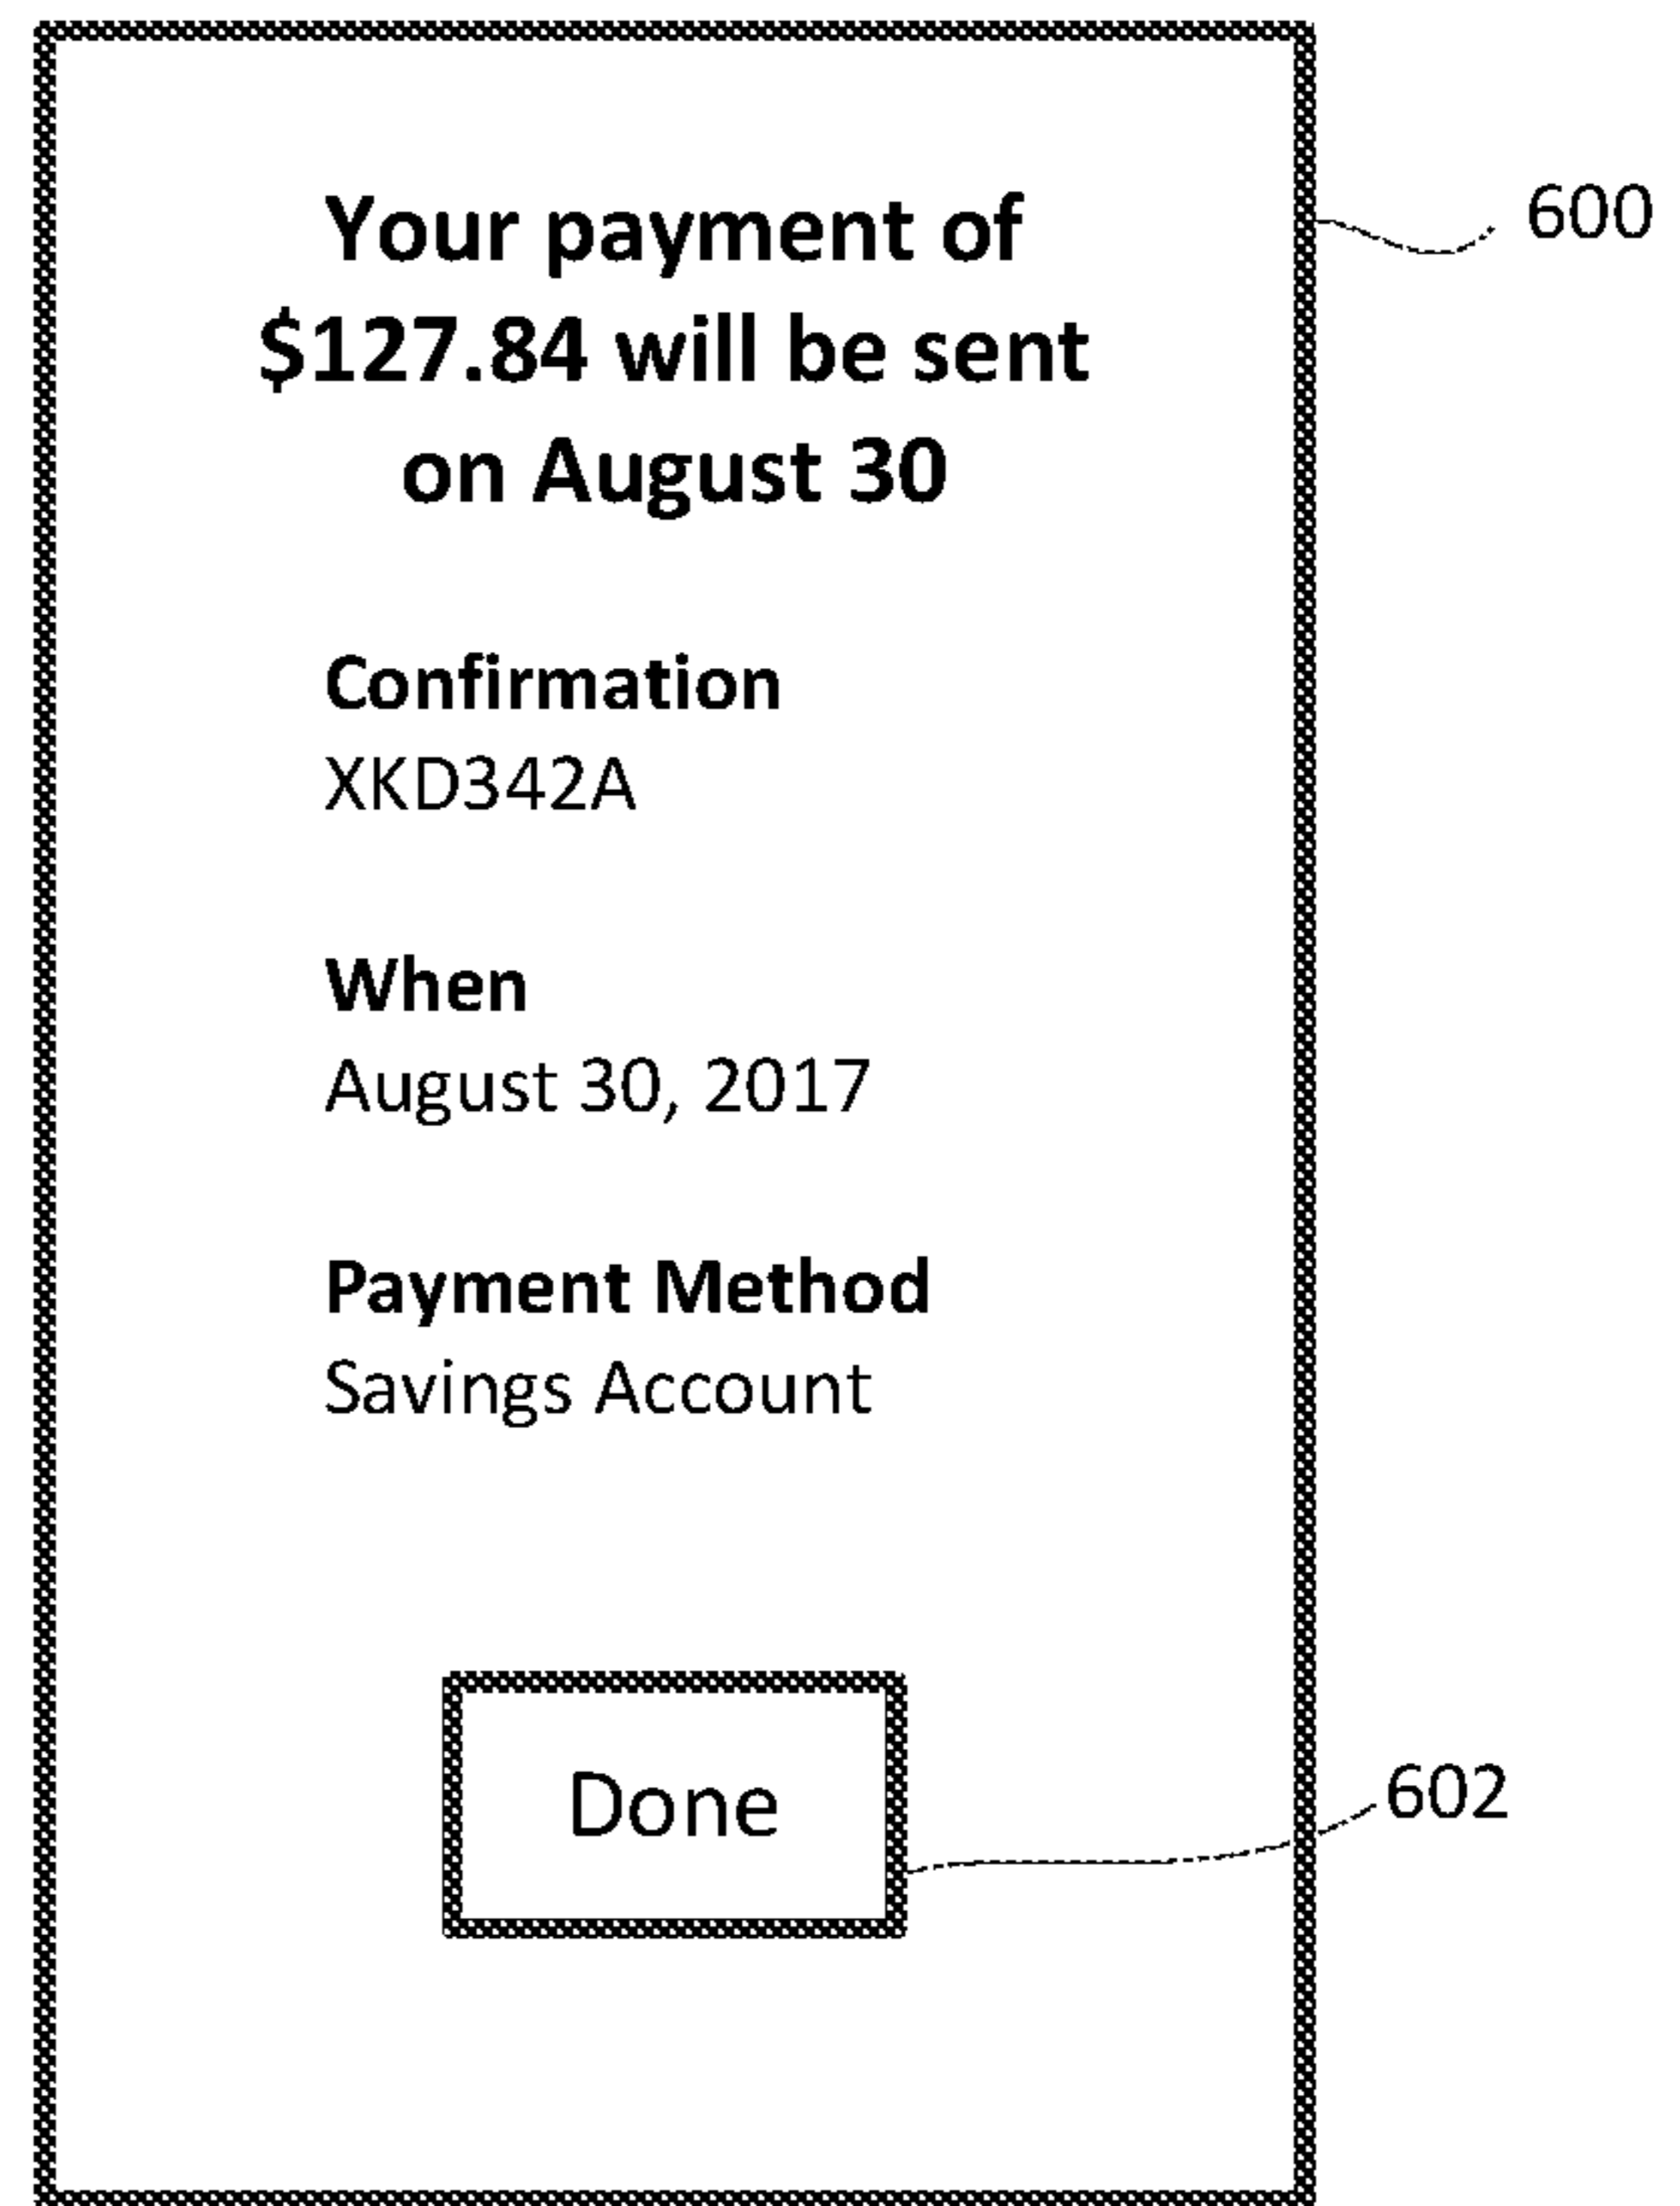 Your payment of
600
$127.84 will be sent
on August 30
Confirmation
XKD342A
When
August 30, 2017
Payment Method
Savings Account
Done
602